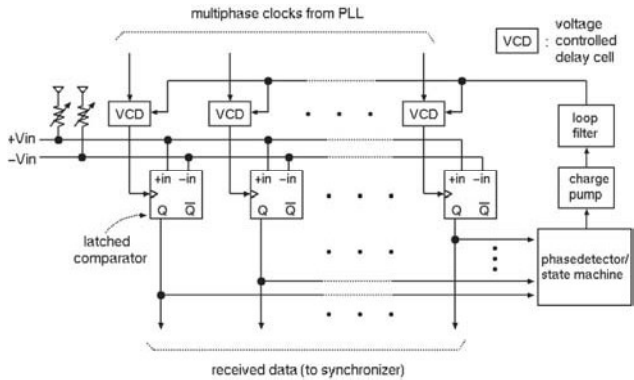 multiphase clocks from PLL
VCD
:
voltage
controlled
delay cell
VCD
VCD
VCD
loop
filter
+Vin
−Vin
charge
pump
+in −in
Q Q̅
+in −in
Q Q̅
+in −in
Q Q̅
latched
comparator
phasedetector/
state machine
received data (to synchronizer)